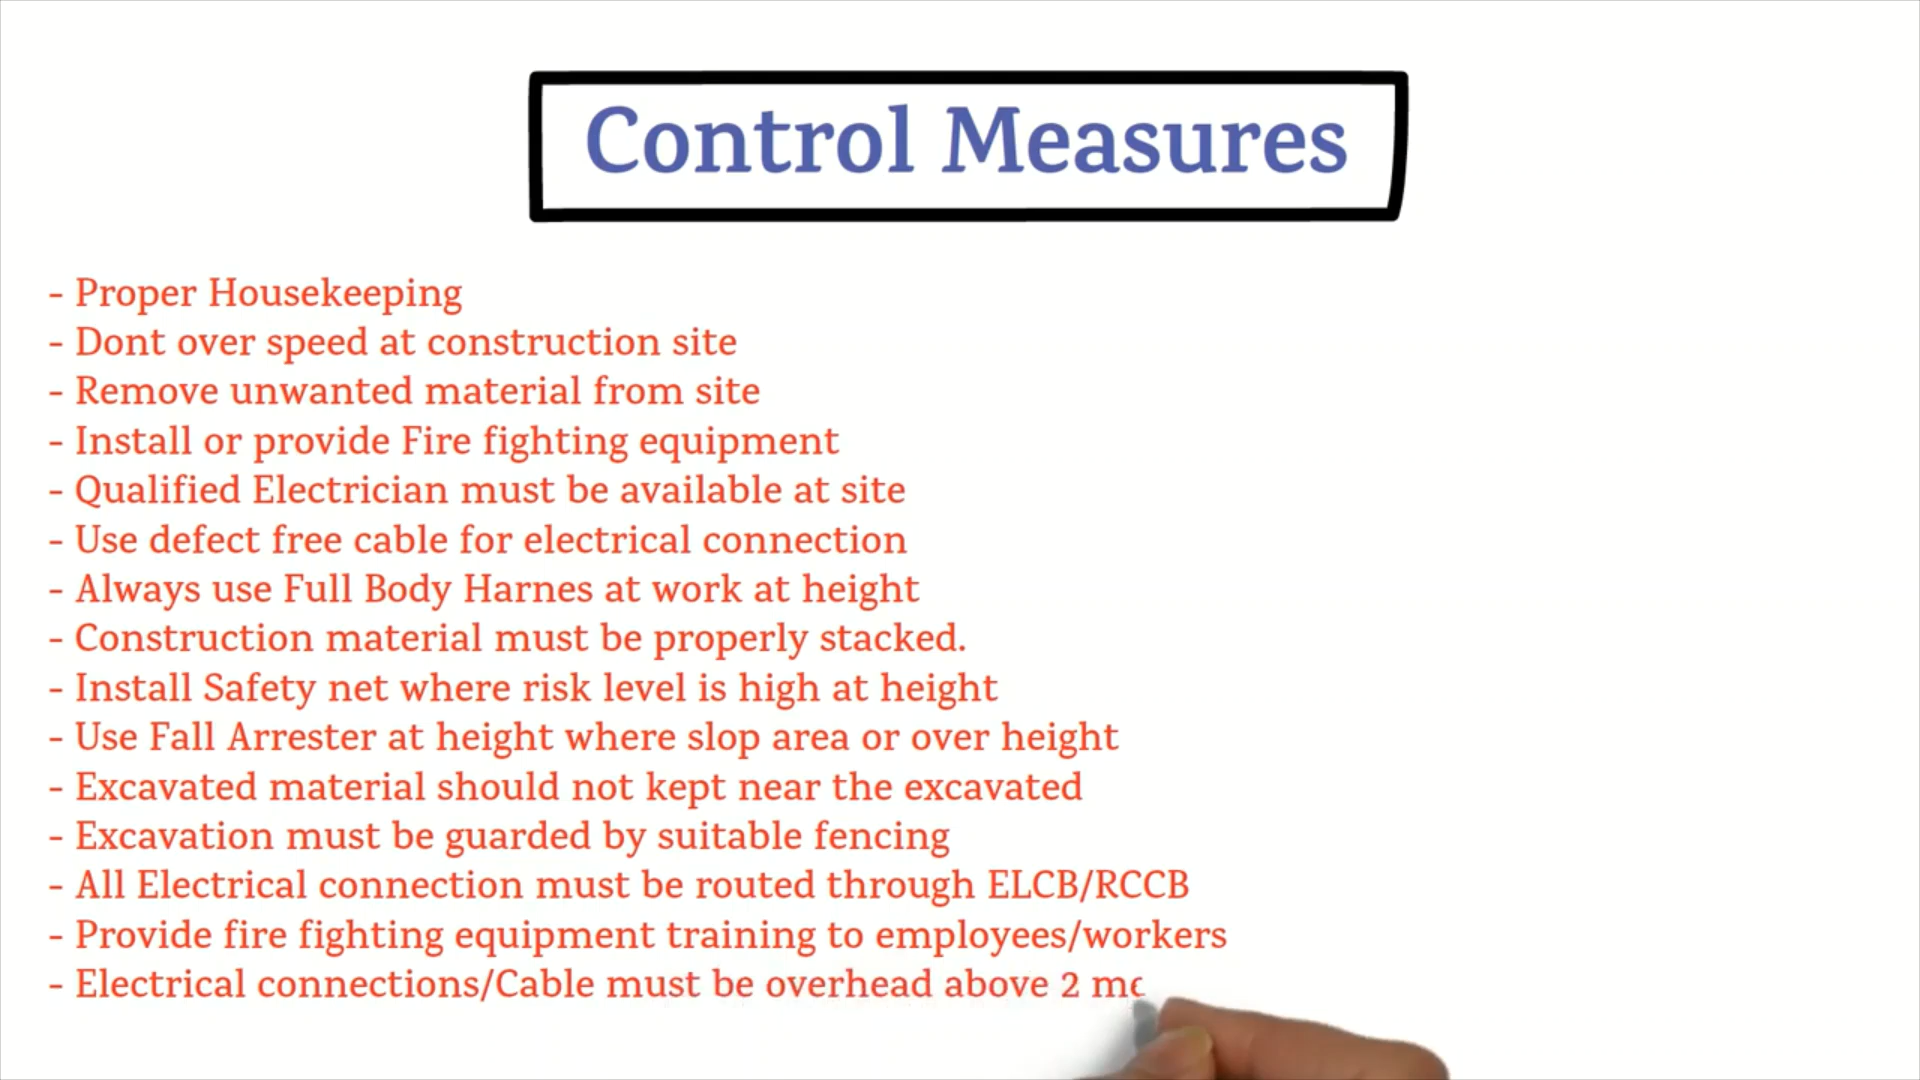 Control Measures
- Proper Housekeeping
- Dont over speed at construction site
- Remove unwanted material from site
- Install or provide Fire fighting equipment
- Qualified Electrician must be available at site
- Use defect free cable for electrical connection
- Always use Full Body Harnes at work at height
- Construction material must be properly stacked.
- Install Safety net where risk level is high at height
- Use Fall Arrester at height where slop area or over height
- Excavated material should not kept near the excavated
- Excavation must be guarded by suitable fencing
- All Electrical connection must be routed through ELCB/RCCB
- Provide fire fighting equipment training to employees/workers
- Electrical connections/Cable must be overhead above 2